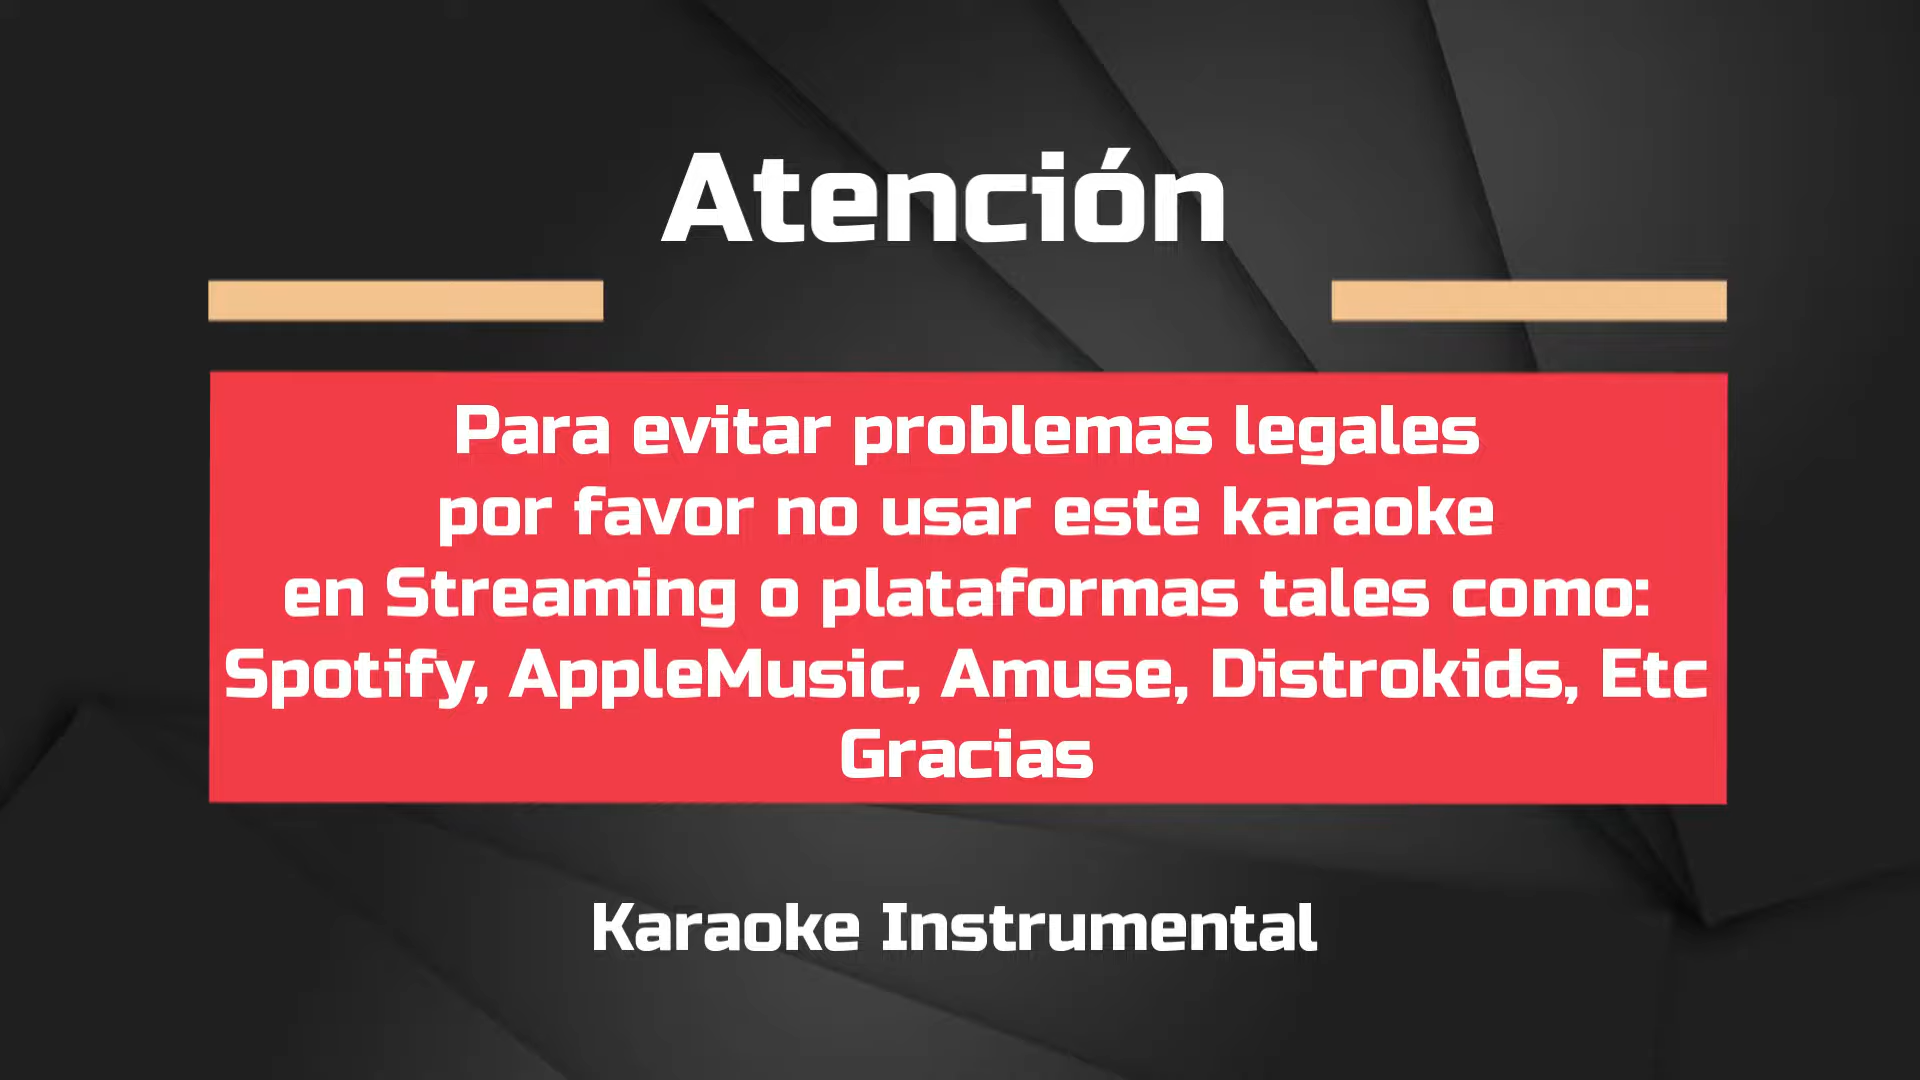 Atención
Para evitar problemas legales
por favor no usar este karaoke
en Streaming o plataformas tales como:
Spotify, AppleMusic, Amuse, Distrokids, Etc
Gracias
Karaoke Instrumental